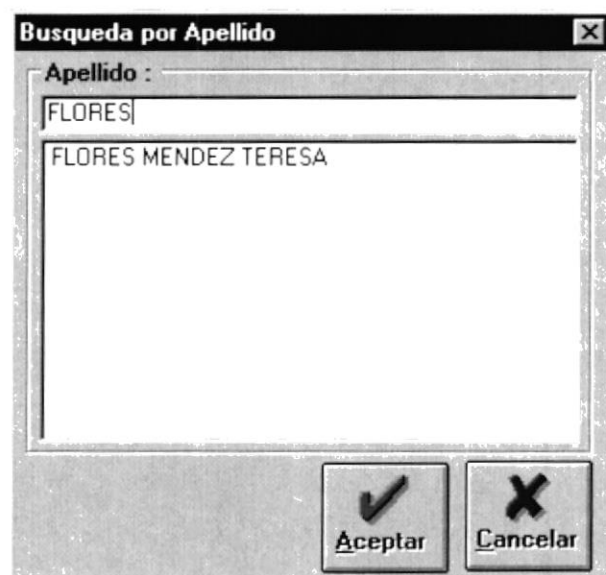 Busqueda por Apellido
Apellido :
FLORES
FLORES MENDEZ TERESA
Aceptar
Cancelar